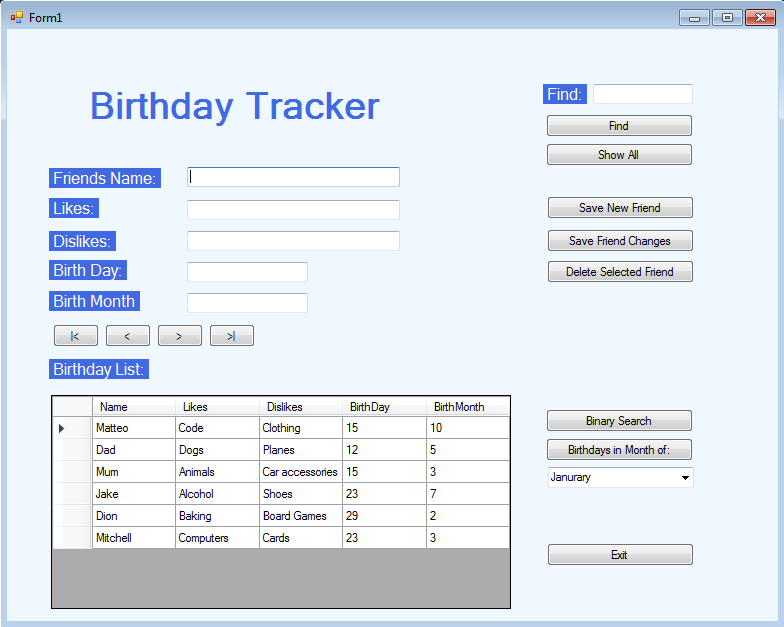 Form1
Birthday Tracker
Find:
Find
Show All
Friends Name:
Likes:
Dislikes:
Birth Day:
Birth Month
Save New Friend
Save Friend Changes
Delete Selected Friend
|< < > >|
Birthday List:
Name Likes Dislikes BirthDay BirthMonth
Matteo Code Clothing 15 10
Dad Dogs Planes 12 5
Mum Animals Car accessories 15 3
Jake Alcohol Shoes 23 7
Dion Baking Board Games 29 2
Mitchell Computers Cards 23 3
Binary Search
Birthdays in Month of:
Janurary
Exit